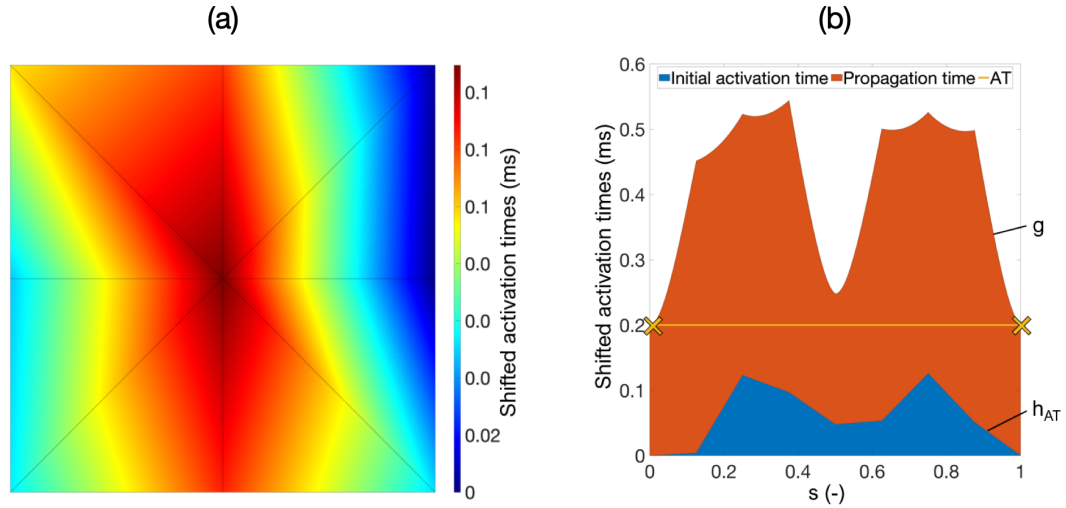 (a)
0.1
0.1
0.1
0.0
0.0
0.0
0.02
0
Shifted activation times (ms)
(b)
0.6
0.5
0.4
0.3
0.2
0.1
0
Shifted activation times (ms)
Initial activation time Propagation time AT
g
h_AT
0 0.2 0.4 0.6 0.8 1
s (-)